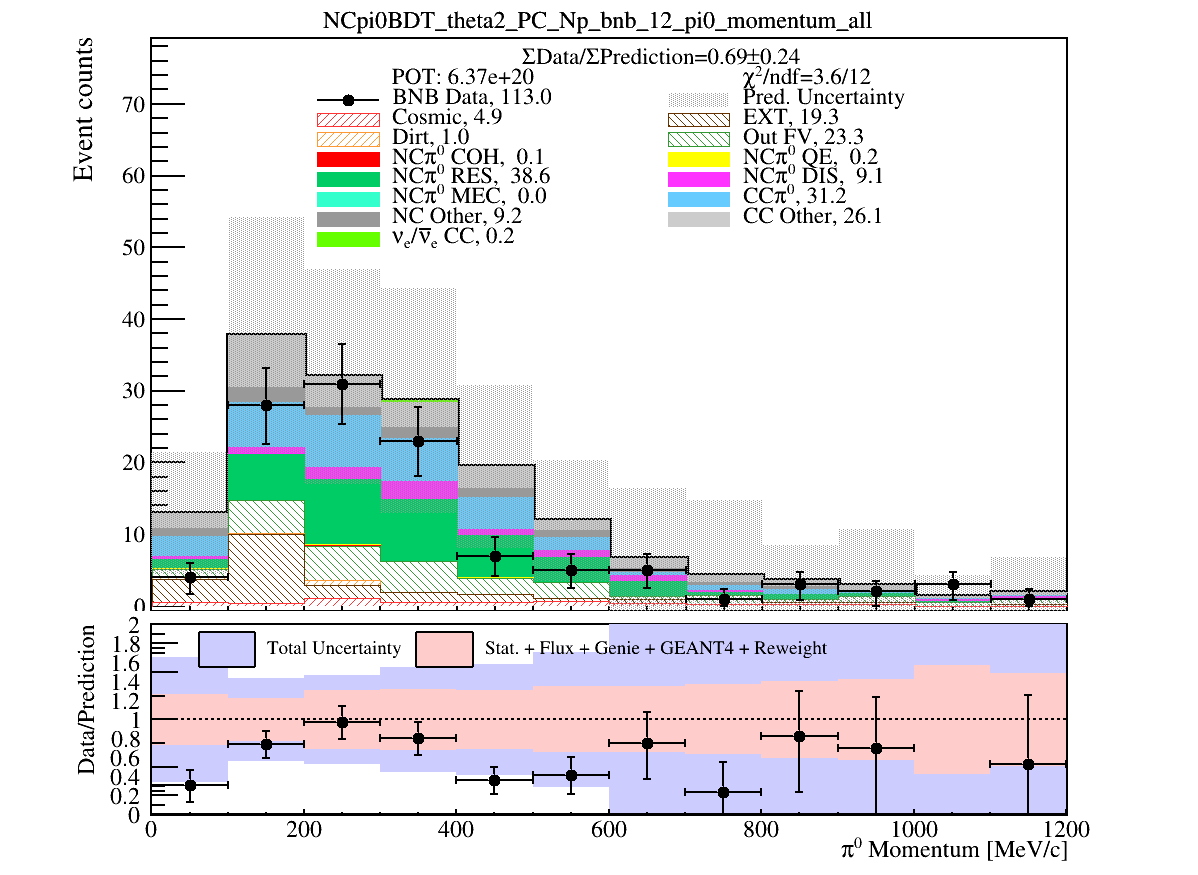 NCpi0BDT_theta2_PC_Np_bnb_12_pi0_momentum_all
ΣData/ΣPrediction=0.69±0.24
POT: 6.37e+20
χ²/ndf=3.6/12
BNB Data, 113.0
Pred. Uncertainty
Cosmic, 4.9
EXT, 19.3
Dirt, 1.0
Out FV, 23.3
NCπ⁰ COH, 0.1
NCπ⁰ QE, 0.2
NCπ⁰ RES, 38.6
NCπ⁰ DIS, 9.1
NCπ⁰ MEC, 0.0
CCπ⁰, 31.2
NC Other, 9.2
CC Other, 26.1
νₑ/ν̅ₑ CC, 0.2
Event counts
70
60
50
40
30
20
10
0
Total Uncertainty
Stat. + Flux + Genie + GEANT4 + Reweight
Data/Prediction
2
1.8
1.6
1.4
1.2
1
0.8
0.6
0.4
0.2
0
0 200 400 600 800 1000 1200
π⁰ Momentum [MeV/c]